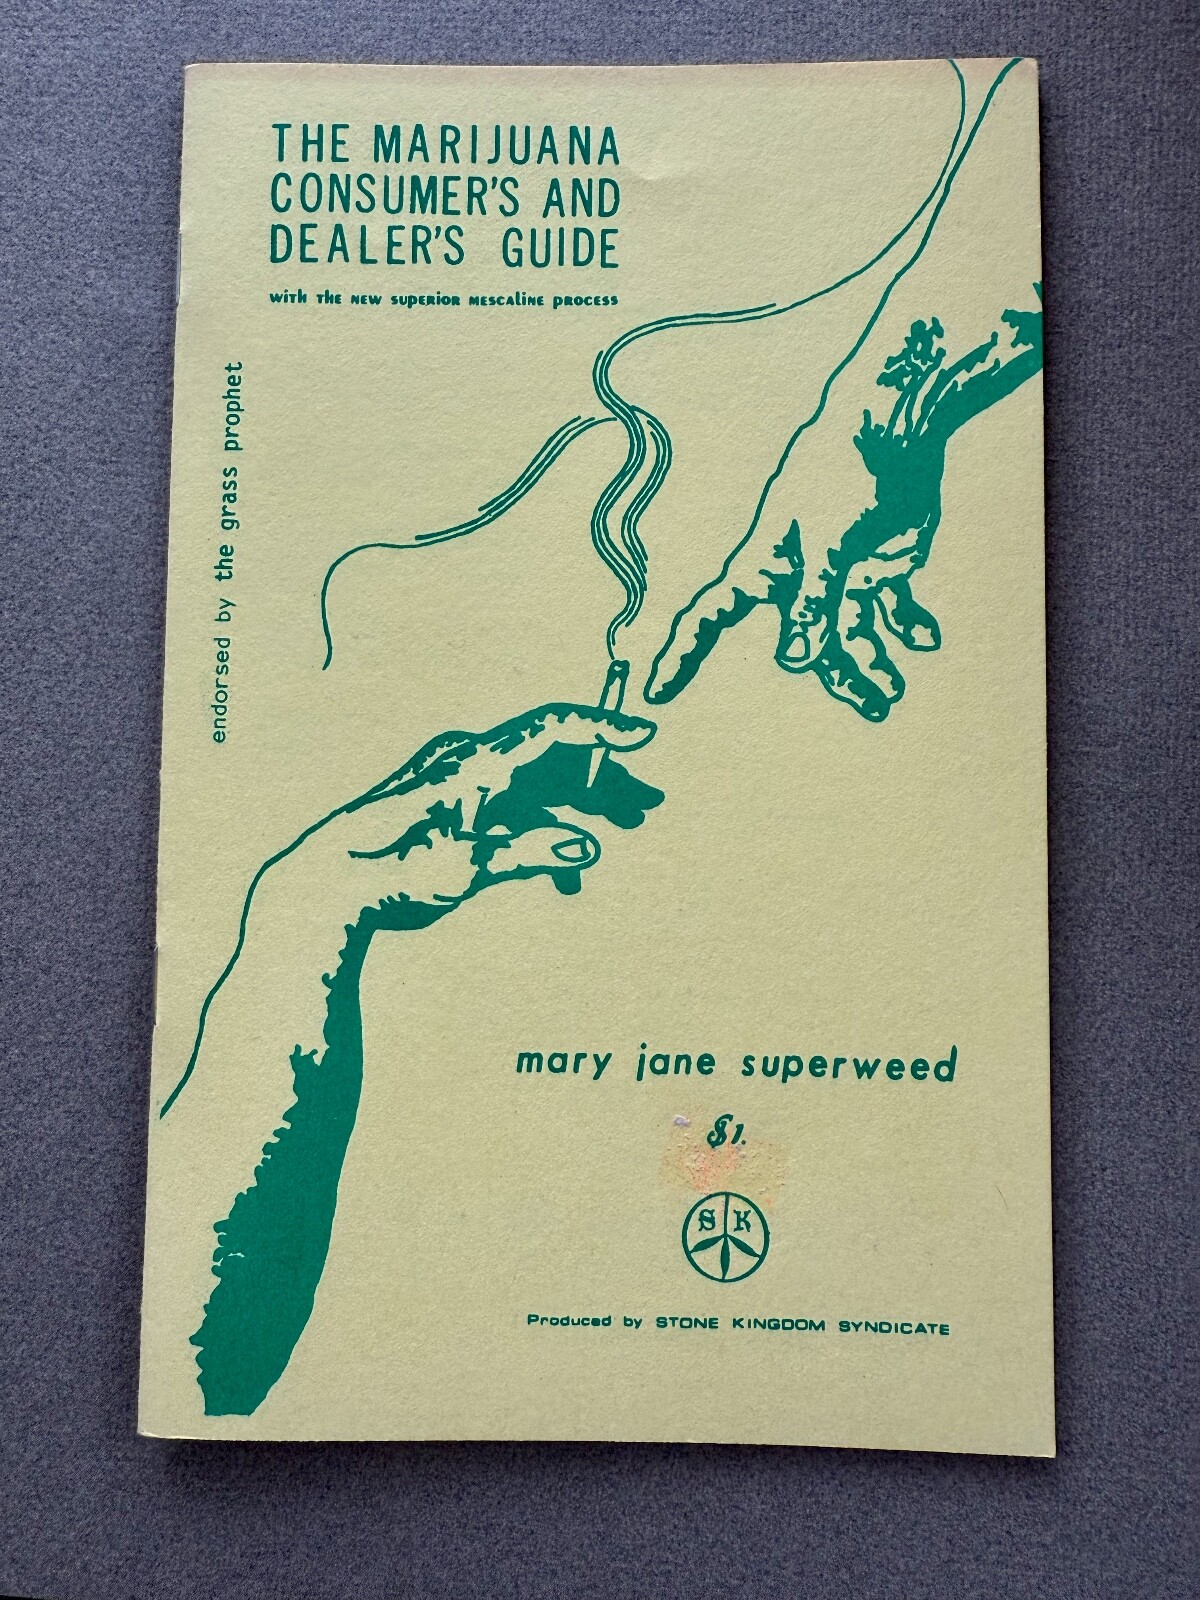 THE MARIJUANA
CONSUMER'S AND
DEALER'S GUIDE
with the new superior mescaline process
endorsed by the grass prophet
mary jane superweed
$1.
S K
Produced by STONE KINGDOM SYNDICATE